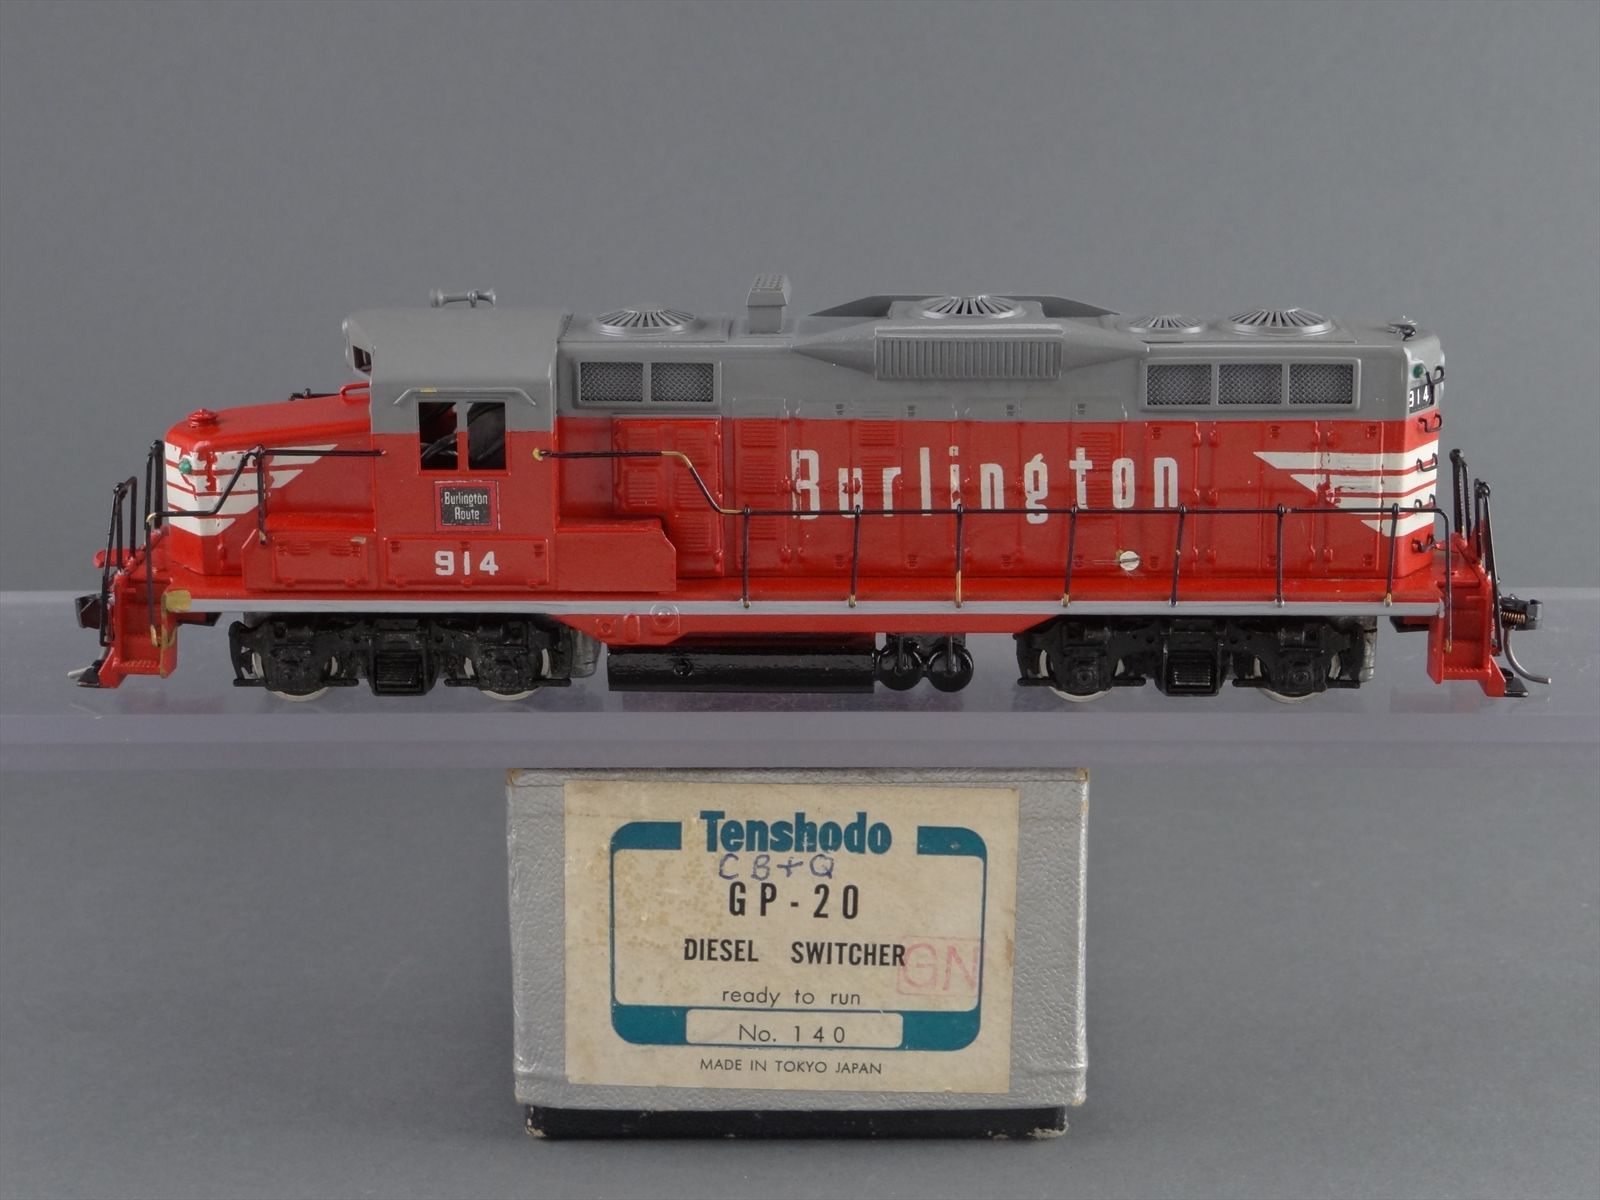 914
Burlington
Burlington
Route
914
Tenshodo
CB+Q
GP-20
DIESEL SWITCHER
GN
ready to run
No. 140
MADE IN TOKYO JAPAN